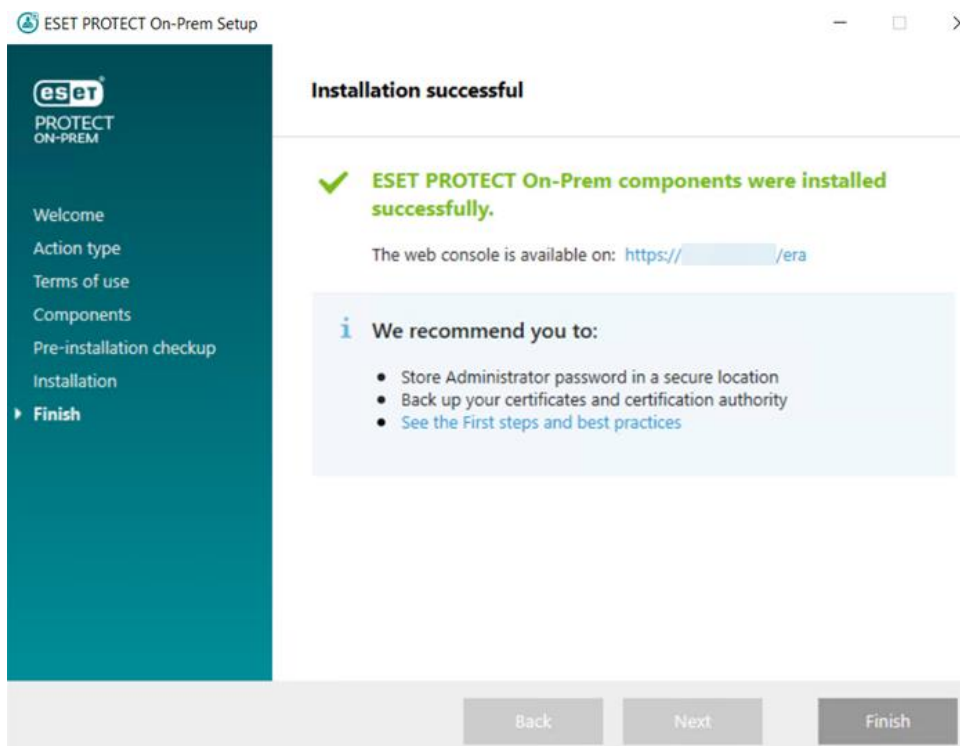 ESET PROTECT On-Prem Setup
eseT
PROTECT
ON-PREM
Welcome
Action type
Terms of use
Components
Pre-installation checkup
Installation
Finish
Installation successful
ESET PROTECT On-Prem components were installed
successfully.
The web console is available on: https:// /era
We recommend you to:
Store Administrator password in a secure location
Back up your certificates and certification authority
See the First steps and best practices
Back
Next
Finish